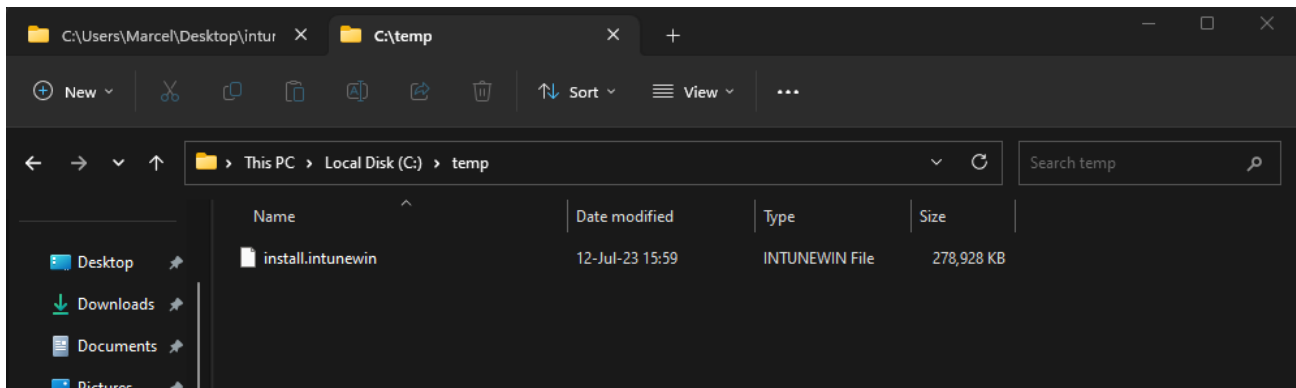 C:\Users\Marcel\Desktop\intur C:\temp
New Sort View
This PC Local Disk (C:) temp Search temp
Name Date modified Type Size
install.intunewin 12-Jul-23 15:59 INTUNEWIN File 278,928 KB
Desktop
Downloads
Documents
Pictures